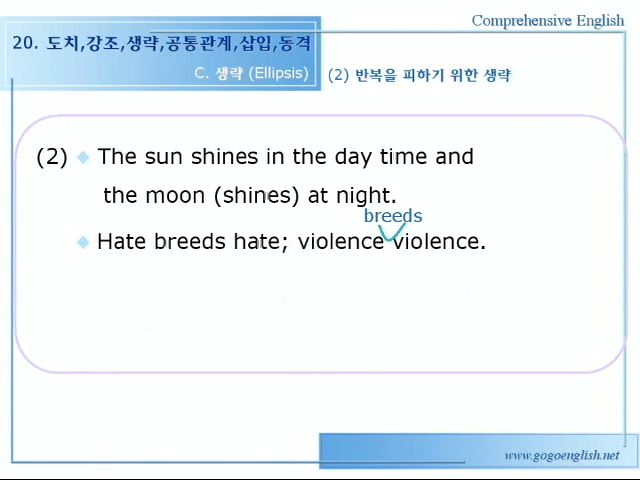 Comprehensive English
20. 도치,강조,생략,공통관계,삽입,동격
C. 생략 (Ellipsis)
(2) 반복을 피하기 위한 생략
(2) ◆ The sun shines in the day time and
the moon (shines) at night.
breeds
◆ Hate breeds hate; violence violence.
www.gogoenglish.net